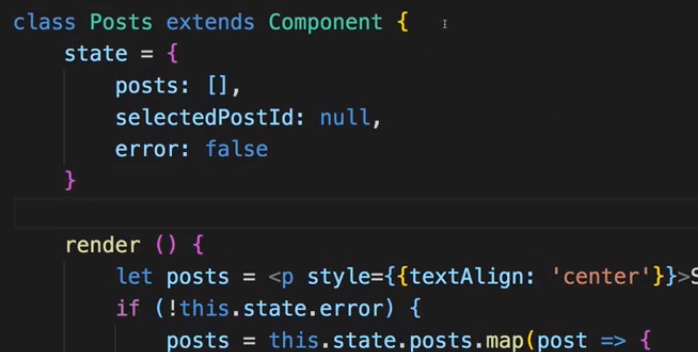 class Posts extends Component {
state = {
posts: [],
selectedPostId: null,
error: false
}
render () {
let posts = <p style={{textAlign: 'center'}}>S
if (!this.state.error) {
posts = this.state.posts.map(post => {